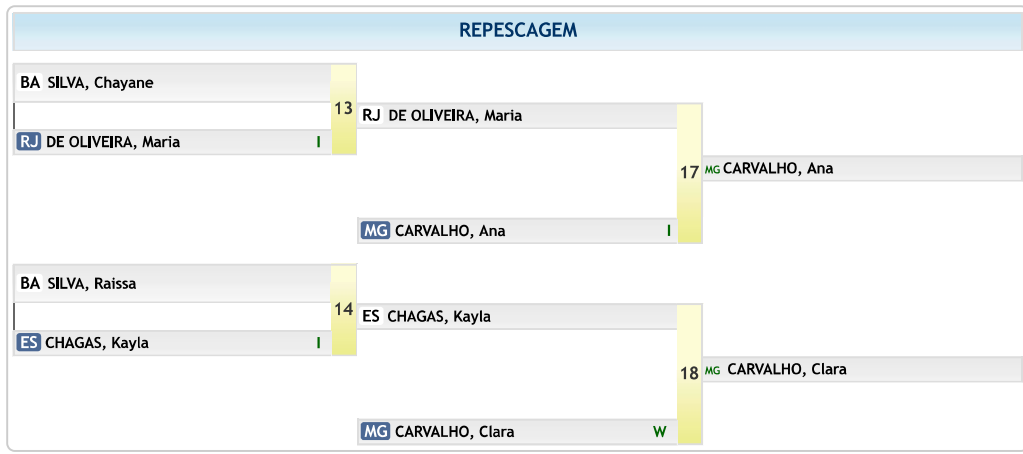 REPESCAGEM
BA SILVA, Chayane
13
RJ DE OLIVEIRA, Maria I
RJ DE OLIVEIRA, Maria
17
MG CARVALHO, Ana
MG CARVALHO, Ana I
BA SILVA, Raissa
14
ES CHAGAS, Kayla I
ES CHAGAS, Kayla
18
MG CARVALHO, Clara
MG CARVALHO, Clara W